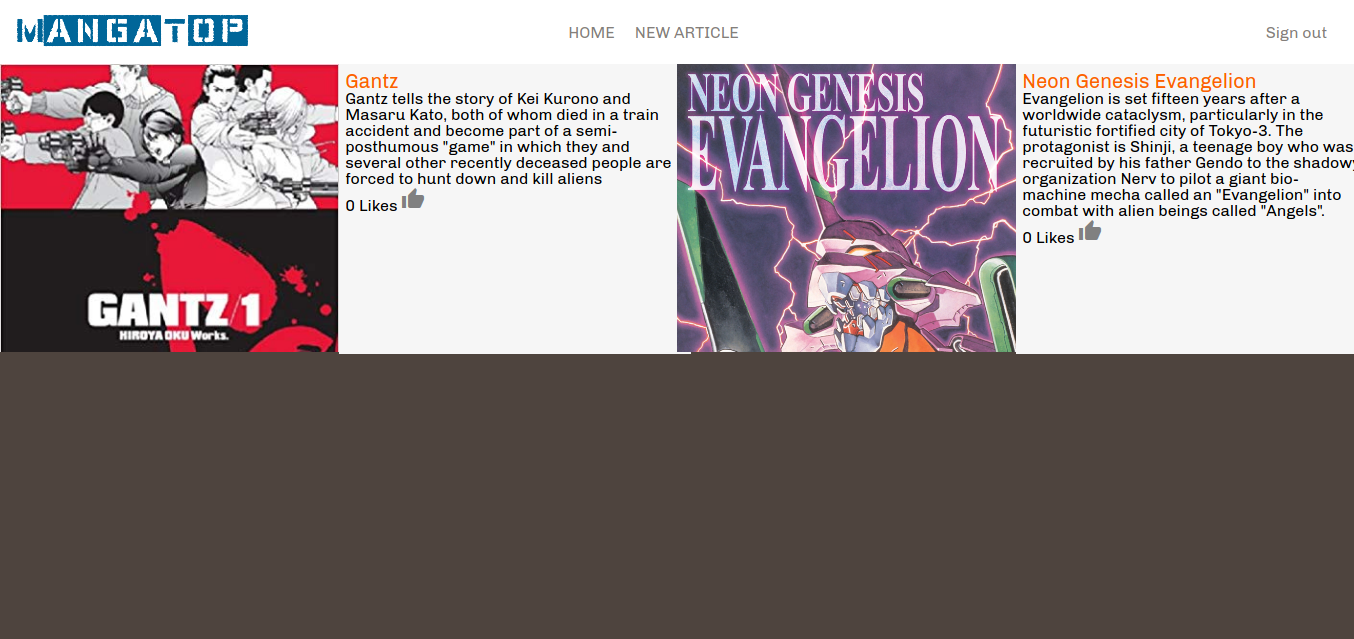 MANGATOP
HOME NEW ARTICLE
Sign out
GANTZ/1
HIROYA OKU Works.
Gantz
Gantz tells the story of Kei Kurono and
Masaru Kato, both of whom died in a train
accident and become part of a semi-
posthumous "game" in which they and
several other recently deceased people are
forced to hunt down and kill aliens
0 Likes
NEON GENESIS
EVANGELION
Neon Genesis Evangelion
Evangelion is set fifteen years after a
worldwide cataclysm, particularly in the
futuristic fortified city of Tokyo-3. The
protagonist is Shinji, a teenage boy who was
recruited by his father Gendo to the shadowy
organization Nerv to pilot a giant bio-
machine mecha called an "Evangelion" into
combat with alien beings called "Angels".
0 Likes